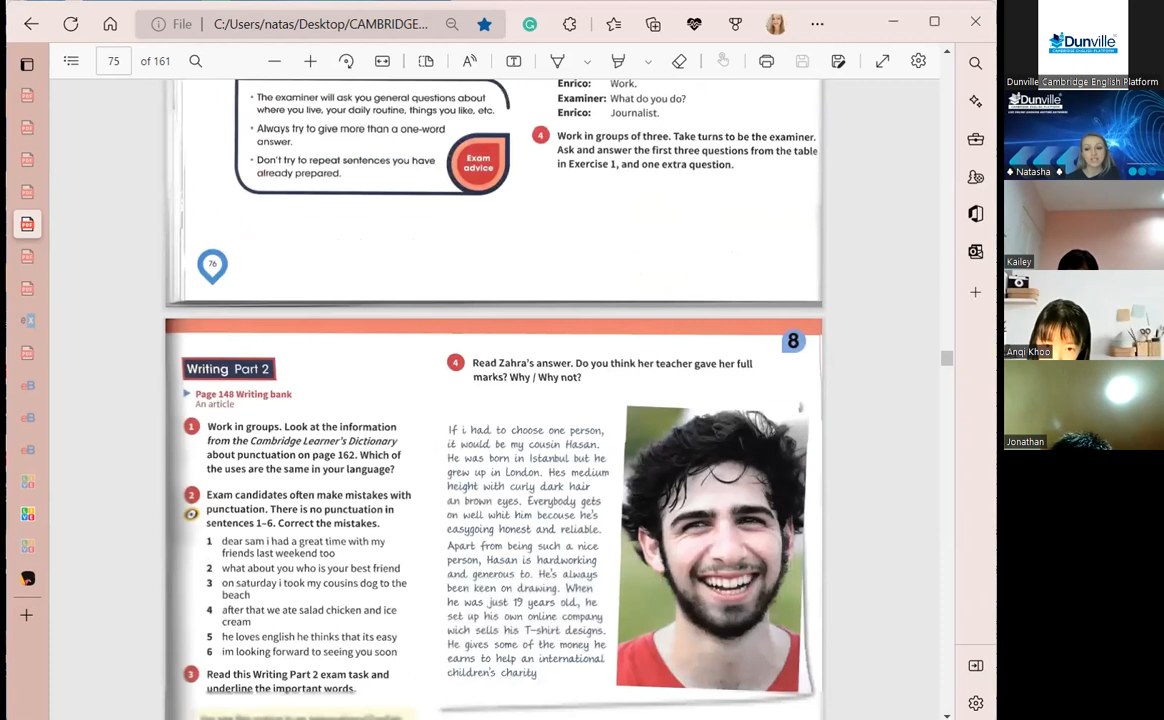 File
C:/Users/natas/Desktop/CAMBRIDGE...
75
of 161
• The examiner will ask you general questions about
where you live, your daily routine, things you like, etc.
• Always try to give more than a one-word
answer.
• Don't try to repeat sentences you have
already prepared.
Exam
advice
Enrico: Work.
Examiner: What do you do?
Enrico: Journalist.
4 Work in groups of three. Take turns to be the examiner.
Ask and answer the first three questions from the table
in Exercise 1, and one extra question.
76
8
Writing Part 2
Page 148 Writing bank
An article
1 Work in groups. Look at the information
from the Cambridge Learner's Dictionary
about punctuation on page 162. Which of
the uses are the same in your language?
2 Exam candidates often make mistakes with
punctuation. There is no punctuation in
sentences 1–6. Correct the mistakes.
1 dear sam i had a great time with my
friends last weekend too
2 what about you who is your best friend
3 on saturday i took my cousins dog to the
beach
4 after that we ate salad chicken and ice
cream
5 he loves english he thinks that its easy
6 im looking forward to seeing you soon
3 Read this Writing Part 2 exam task and
underline the important words.
4 Read Zahra's answer. Do you think her teacher gave her full
marks? Why / Why not?
If i had to choose one person,
it would be my cousin Hasan.
He was born in Istanbul but he
grew up in London. Hes medium
height with curly dark hair
an brown eyes. Everybody gets
on well whit him becouse he's
easygoing honest and reliable.
Apart from being such a nice
person, Hasan is hardworking
and generous to. He's always
been keen on drawing. When
he was just 19 years old, he
set up his own online company
wich sells his T-shirt designs.
He gives some of the money he
earns to help an international
children's charity
Dunville
Dunville Cambridge English Platform
Dunville
Natasha
Kailey
Anqi Khoo
Jonathan